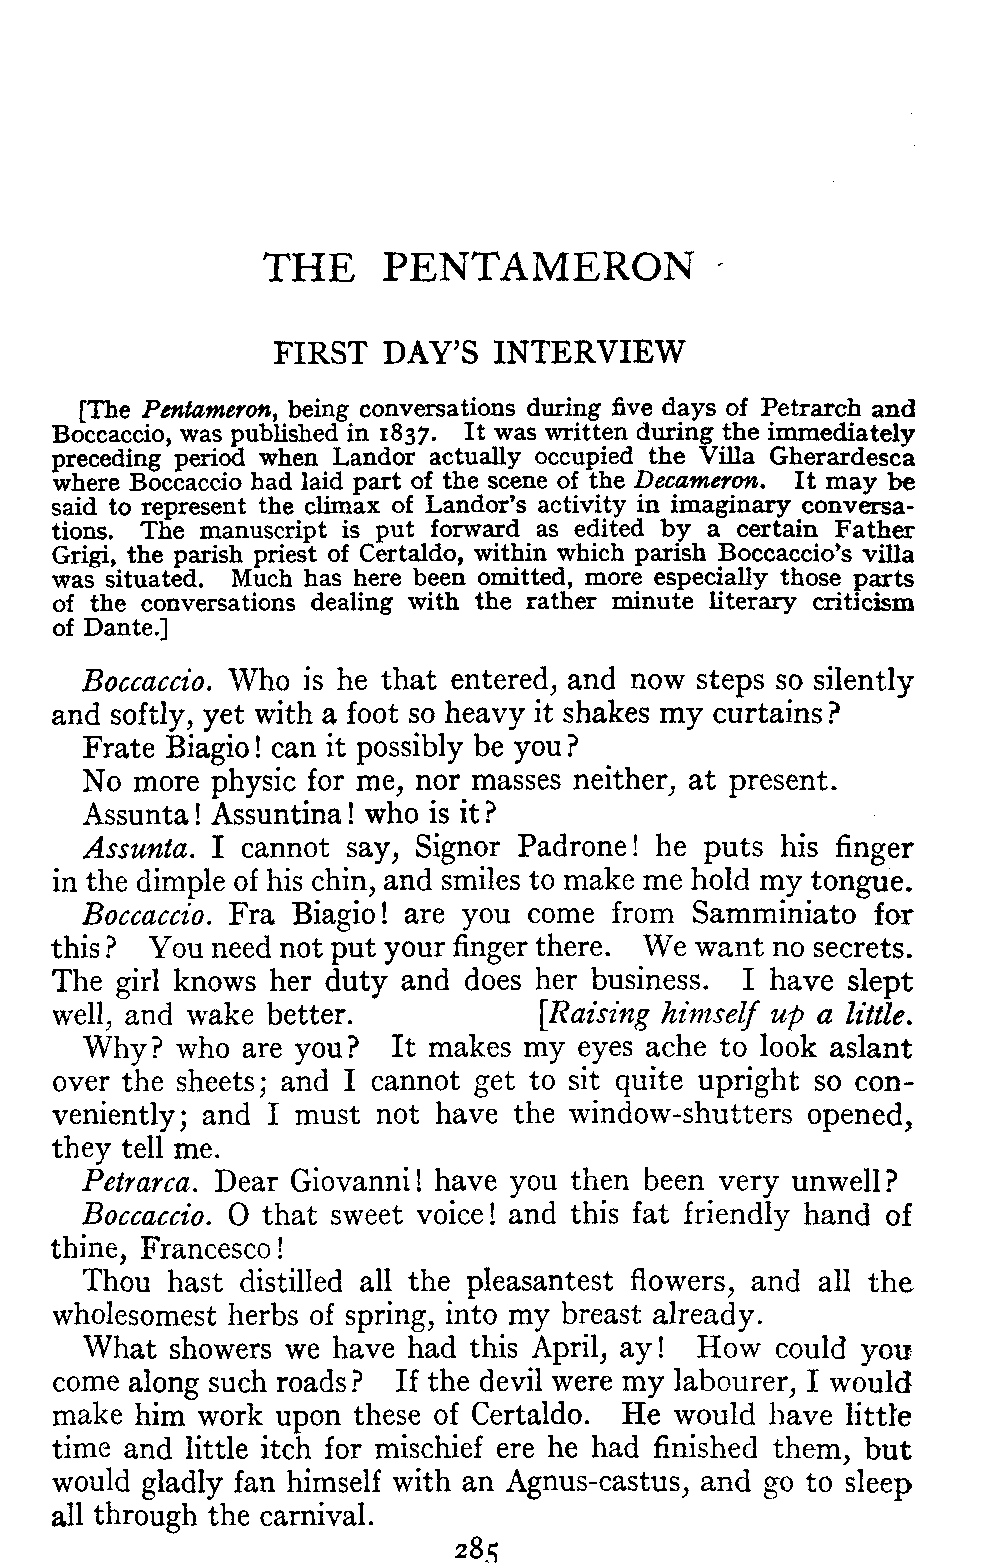 THE PENTAMERON
FIRST DAY'S INTERVIEW
[The Pentameron, being conversations during five days of Petrarch and
Boccaccio, was published in 1837. It was written during the immediately
preceding period when Landor actually occupied the Villa Gherardesca
where Boccaccio had laid part of the scene of the Decameron. It may be
said to represent the climax of Landor's activity in imaginary conversa-
tions. The manuscript is put forward as edited by a certain Father
Grigi, the parish priest of Certaldo, within which parish Boccaccio's villa
was situated. Much has here been omitted, more especially those parts
of the conversations dealing with the rather minute literary criticism
of Dante.]
Boccaccio. Who is he that entered, and now steps so silently
and softly, yet with a foot so heavy it shakes my curtains?
Frate Biagio! can it possibly be you?
No more physic for me, nor masses neither, at present.
Assunta! Assuntina! who is it?
Assunta. I cannot say, Signor Padrone! he puts his finger
in the dimple of his chin, and smiles to make me hold my tongue.
Boccaccio. Fra Biagio! are you come from Samminiato for
this? You need not put your finger there. We want no secrets.
The girl knows her duty and does her business. I have slept
well, and wake better. [Raising himself up a little.
Why? who are you? It makes my eyes ache to look aslant
over the sheets; and I cannot get to sit quite upright so con-
veniently; and I must not have the window-shutters opened,
they tell me.
Petrarca. Dear Giovanni! have you then been very unwell?
Boccaccio. O that sweet voice! and this fat friendly hand of
thine, Francesco!
Thou hast distilled all the pleasantest flowers, and all the
wholesomest herbs of spring, into my breast already.
What showers we have had this April, ay! How could you
come along such roads? If the devil were my labourer, I would
make him work upon these of Certaldo. He would have little
time and little itch for mischief ere he had finished them, but
would gladly fan himself with an Agnus-castus, and go to sleep
all through the carnival.
285